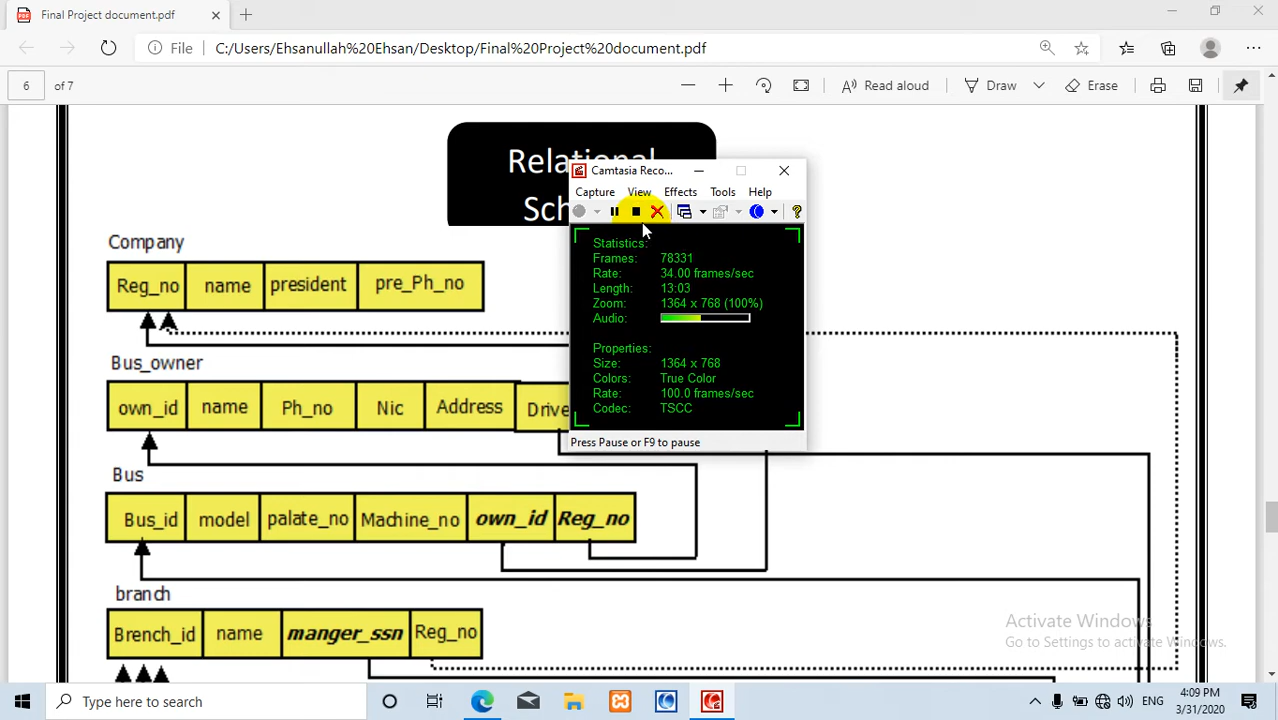 Final Project document.pdf
File
C:/Users/Ehsanullah%20Ehsan/Desktop/Final%20Project%20document.pdf
6
of 7
Read aloud
Draw
Erase
Relational
Camtasia Reco...
Capture View Effects Tools Help
Statistics:
Frames: 78331
Rate: 34.00 frames/sec
Length: 13:03
Zoom: 1364 x 768 (100%)
Audio:
Properties:
Size: 1364 x 768
Colors: True Color
Rate: 100.0 frames/sec
Codec: TSCC
Press Pause or F9 to pause
Company
Reg_no name president pre_Ph_no
Bus_owner
own_id name Ph_no Nic Address Drive
Bus
Bus_id model palate_no Machine_no own_id Reg_no
branch
Brench_id name manger_ssn Reg_no
Activate Windows
Go to Settings to activate Windows.
Type here to search
ENG
4:09 PM
3/31/2020